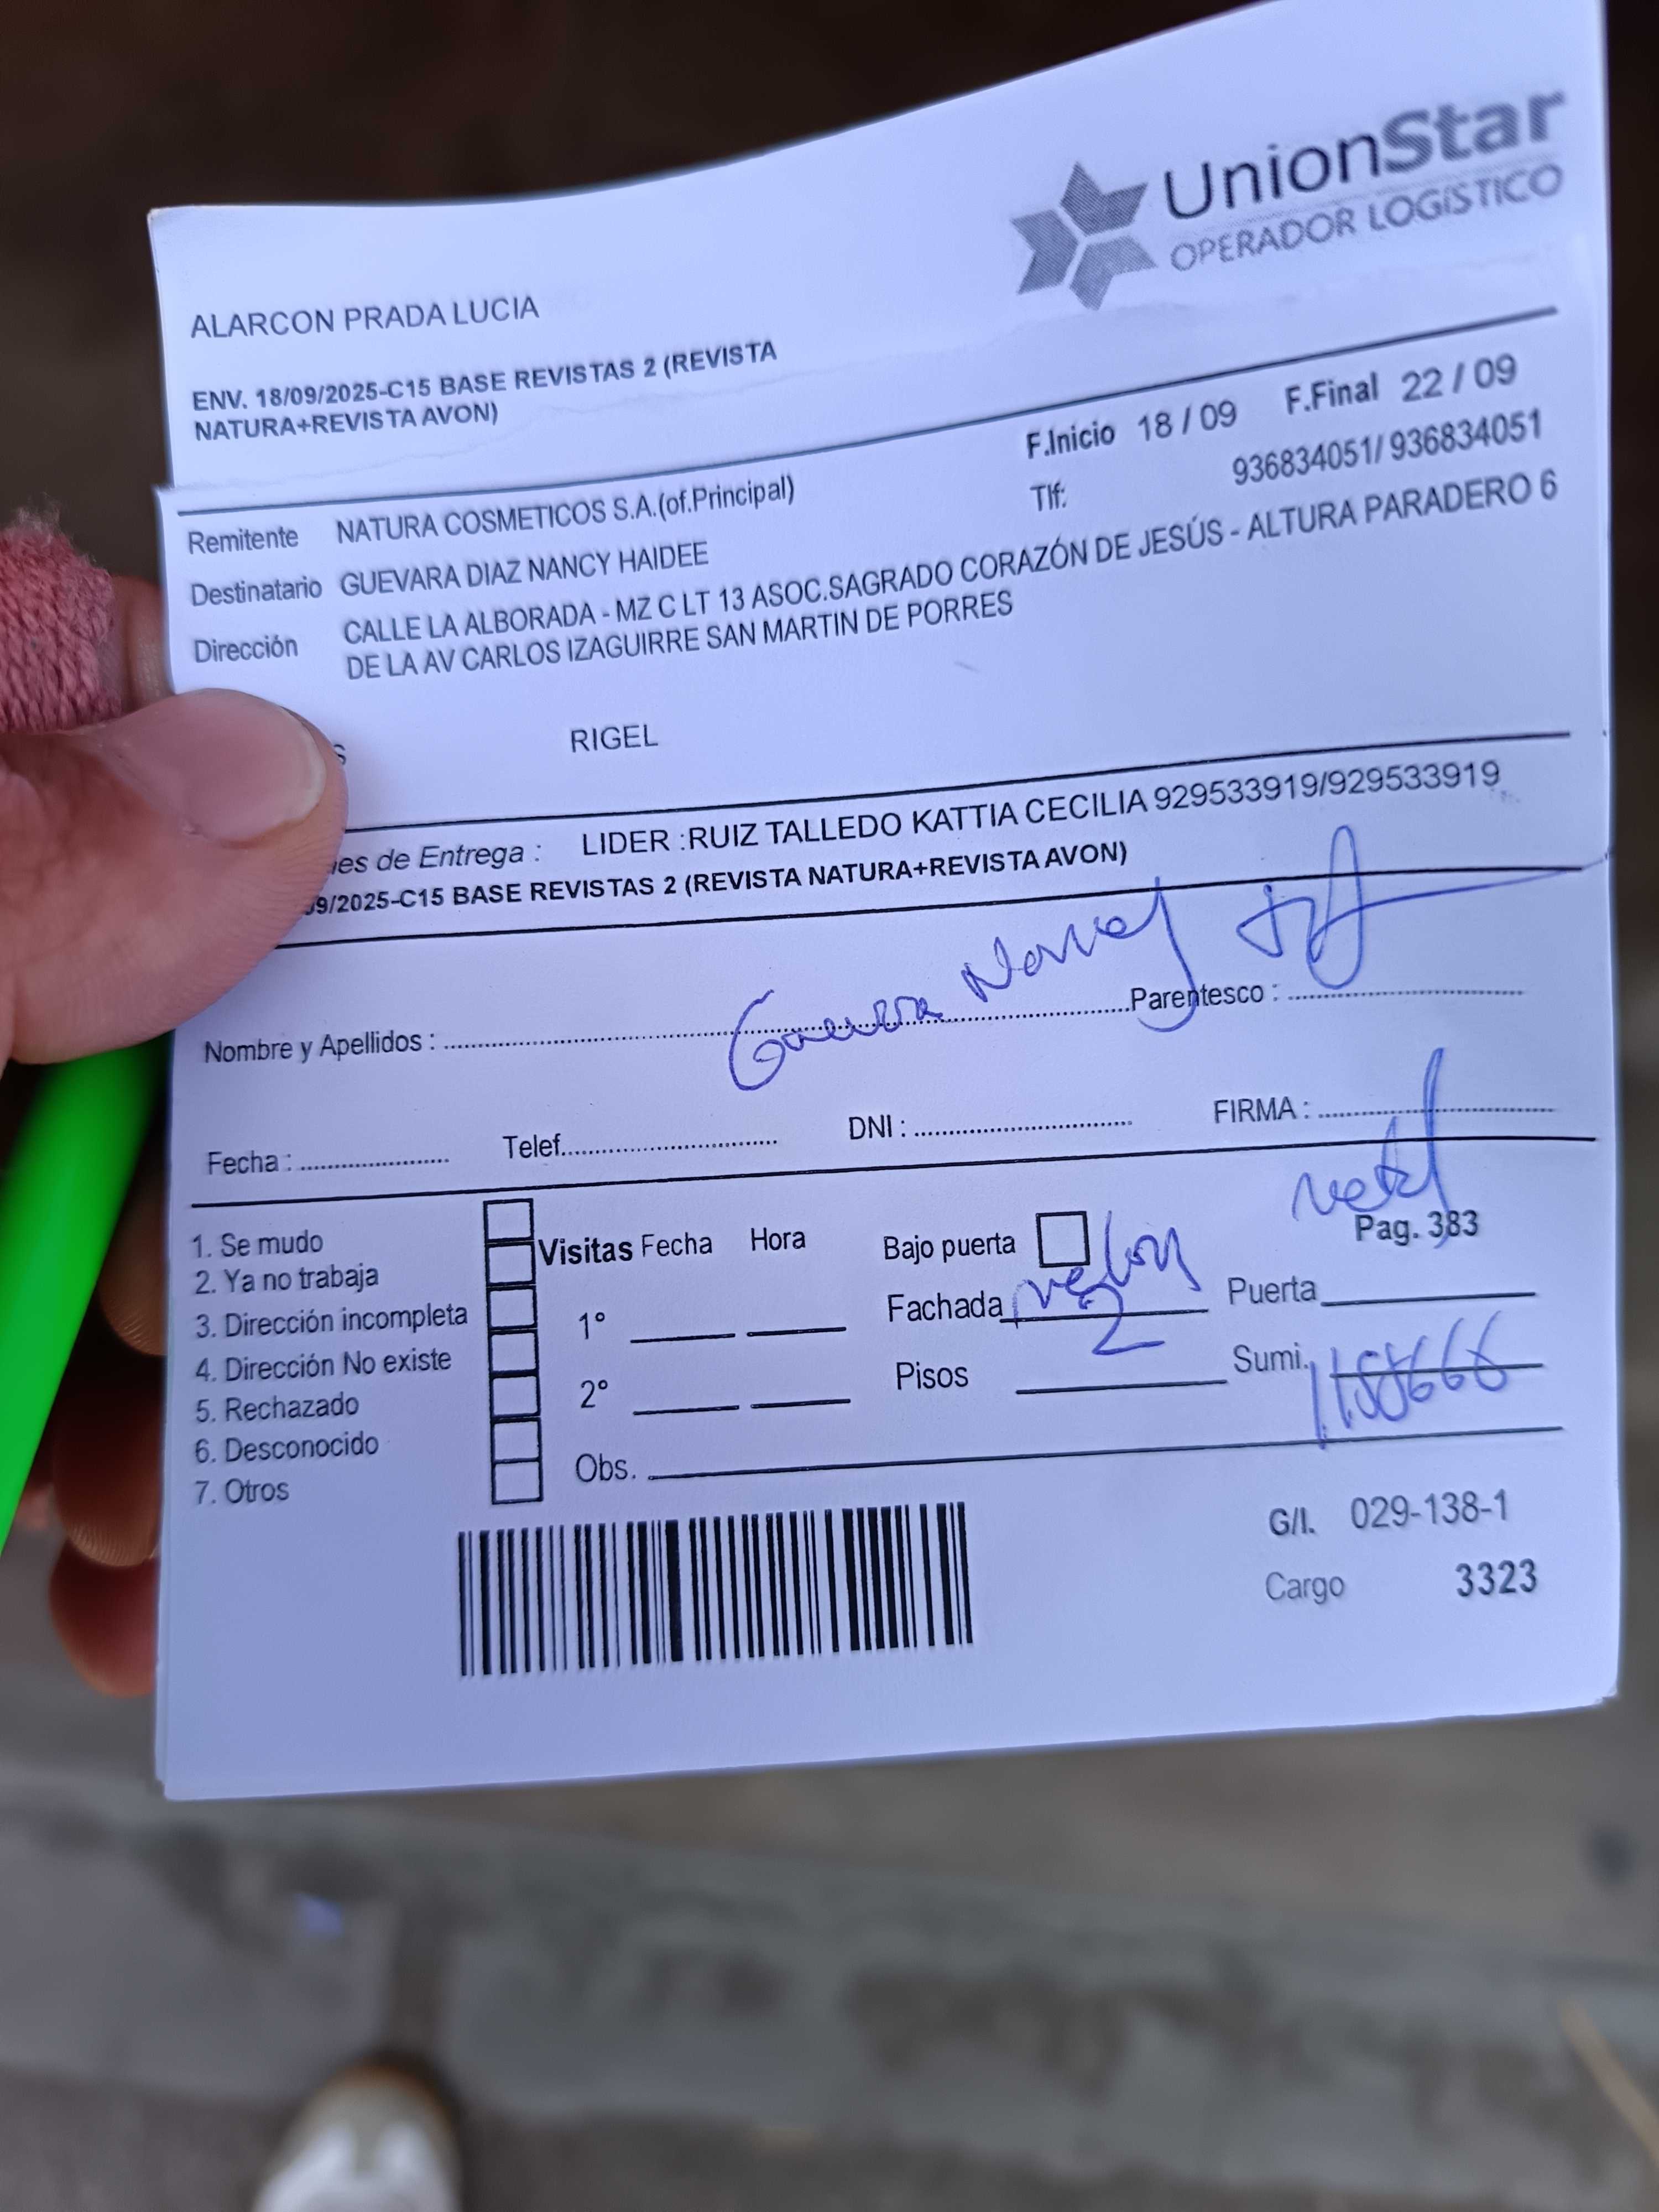 UnionStar
OPERADOR LOGÍSTICO
ALARCON PRADA LUCIA
ENV. 18/09/2025-C15 BASE REVISTAS 2 (REVISTA
NATURA+REVISTA AVON)
F.Inicio 18 / 09 F.Final 22 / 09
Remitente NATURA COSMETICOS S.A.(of.Principal) Tlf: 936834051/ 936834051
Destinatario GUEVARA DIAZ NANCY HAIDEE
Dirección CALLE LA ALBORADA - MZ C LT 13 ASOC.SAGRADO CORAZÓN DE JESÚS - ALTURA PARADERO 6
DE LA AV CARLOS IZAGUIRRE SAN MARTIN DE PORRES
S RIGEL
es de Entrega : LIDER :RUIZ TALLEDO KATTIA CECILIA 929533919/929533919
9/2025-C15 BASE REVISTAS 2 (REVISTA NATURA+REVISTA AVON)
Nombre y Apellidos : Parentesco :
Fecha : Telef. DNI : FIRMA :
1. Se mudo
2. Ya no trabaja
3. Dirección incompleta
4. Dirección No existe
5. Rechazado
6. Desconocido
7. Otros
Visitas Fecha Hora
1°
2°
Obs.
Bajo puerta
Fachada
Pisos 2
Pag. 383
Puerta
Sumi.
G/I. 029-138-1
Cargo 3323